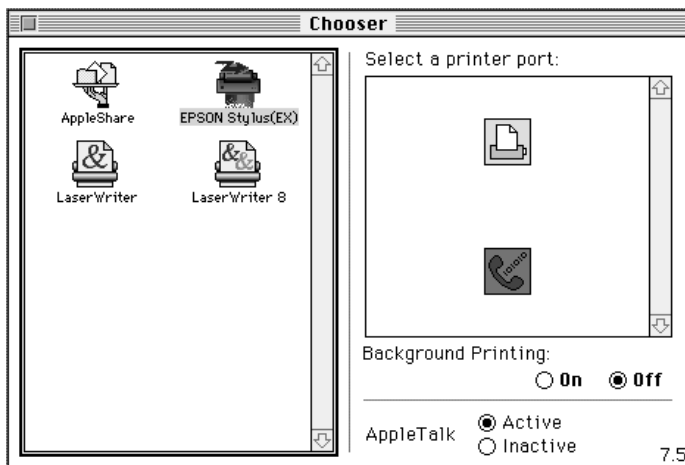 Chooser
AppleShare
EPSON Stylus(EX)
LaserWriter
LaserWriter 8
Select a printer port:
Background Printing:
On Off
AppleTalk
Active
Inactive
7.5